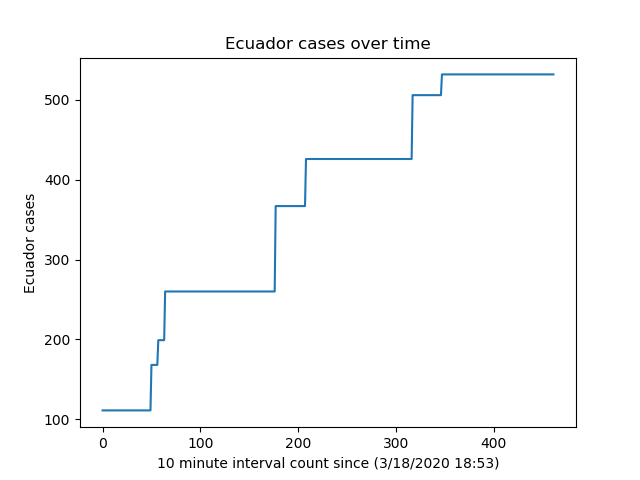 Ecuador cases over time
Ecuador cases
500
400
300
200
100
0 100 200 300 400
10 minute interval count since (3/18/2020 18:53)